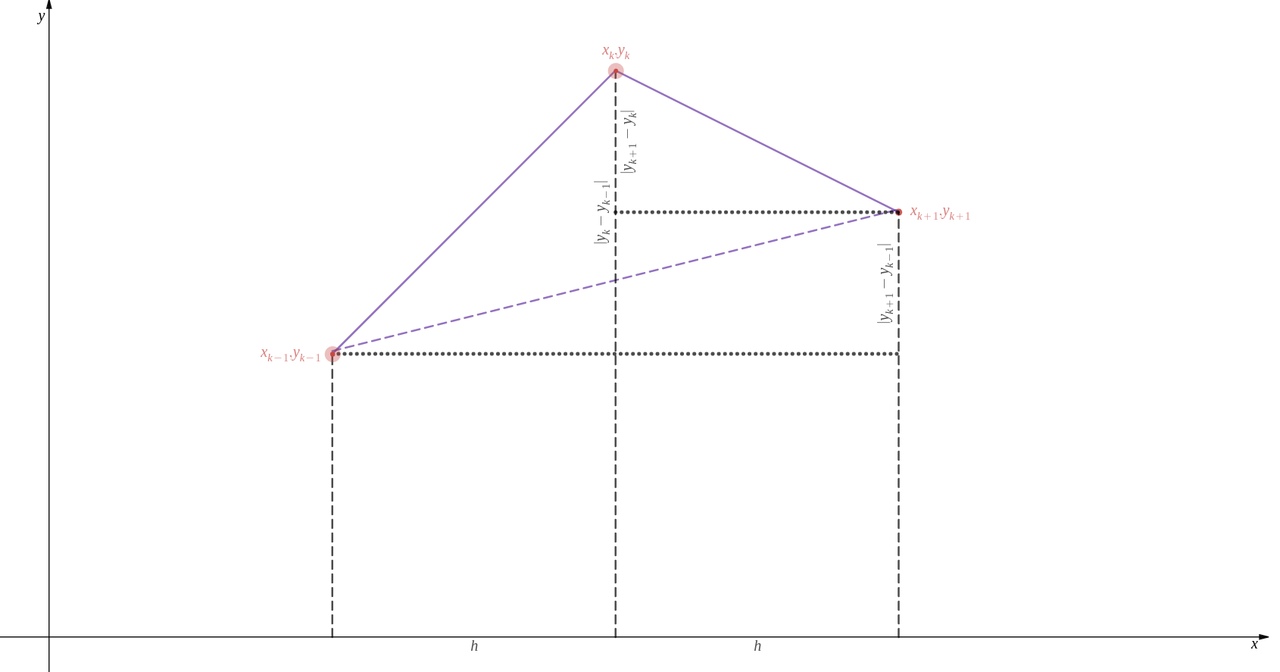 y
x_k,y_k
|y_{k+1} − y_k|
|y_k − y_{k−1}|
x_{k+1},y_{k+1}
|y_{k+1} − y_{k−1}|
x_{k−1},y_{k−1}
h
h
x